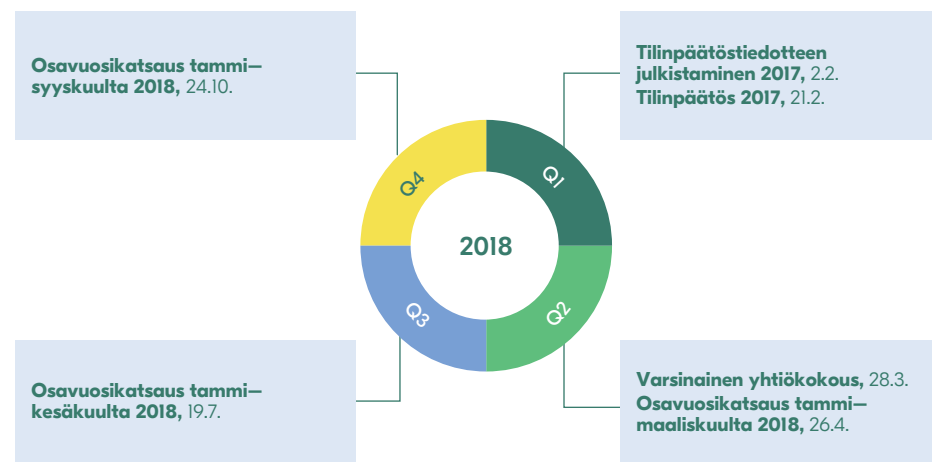 Osavuosikatsaus tammi–
syyskuulta 2018, 24.10.
Tilinpäätöstiedotteen
julkistaminen 2017, 2.2.
Tilinpäätös 2017, 21.2.
Q4
Q1
2018
Q3
Q2
Osavuosikatsaus tammi–
kesäkuulta 2018, 19.7.
Varsinainen yhtiökokous, 28.3.
Osavuosikatsaus tammi–
maaliskuulta 2018, 26.4.